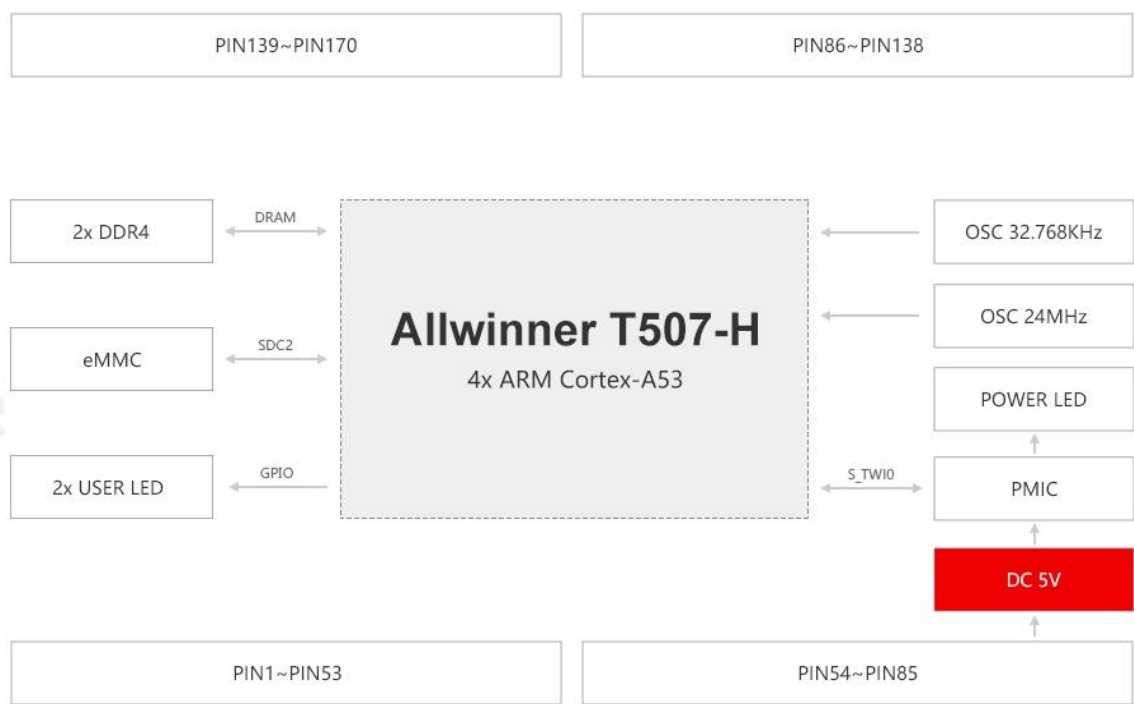 PIN139~PIN170
PIN86~PIN138
2x DDR4
DRAM
OSC 32.768KHz
Allwinner T507-H
4x ARM Cortex-A53
OSC 24MHz
eMMC
SDC2
POWER LED
2x USER LED
GPIO
S_TWI0
PMIC
DC 5V
PIN1~PIN53
PIN54~PIN85